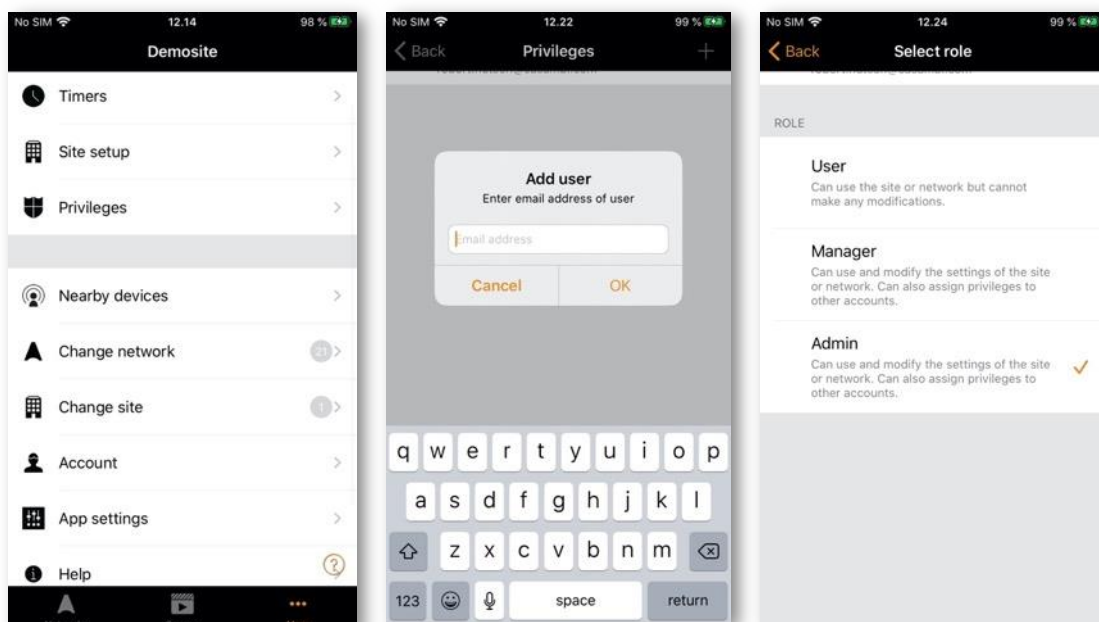 No SIM 12.14 98 %
Demosite
Timers
Site setup
Privileges
Nearby devices
Change network 21
Change site 1
Account
App settings
Help ?
No SIM 12.22 99 %
Back Privileges +
Add user
Enter email address of user
Email address
Cancel OK
q w e r t y u i o p
a s d f g h j k l
z x c v b n m
123 space return
No SIM 12.24 99 %
Back Select role
ROLE
User
Can use the site or network but cannot
make any modifications.
Manager
Can use and modify the settings of the site
or network. Can also assign privileges to
other accounts.
Admin
Can use and modify the settings of the site
or network. Can also assign privileges to
other accounts.